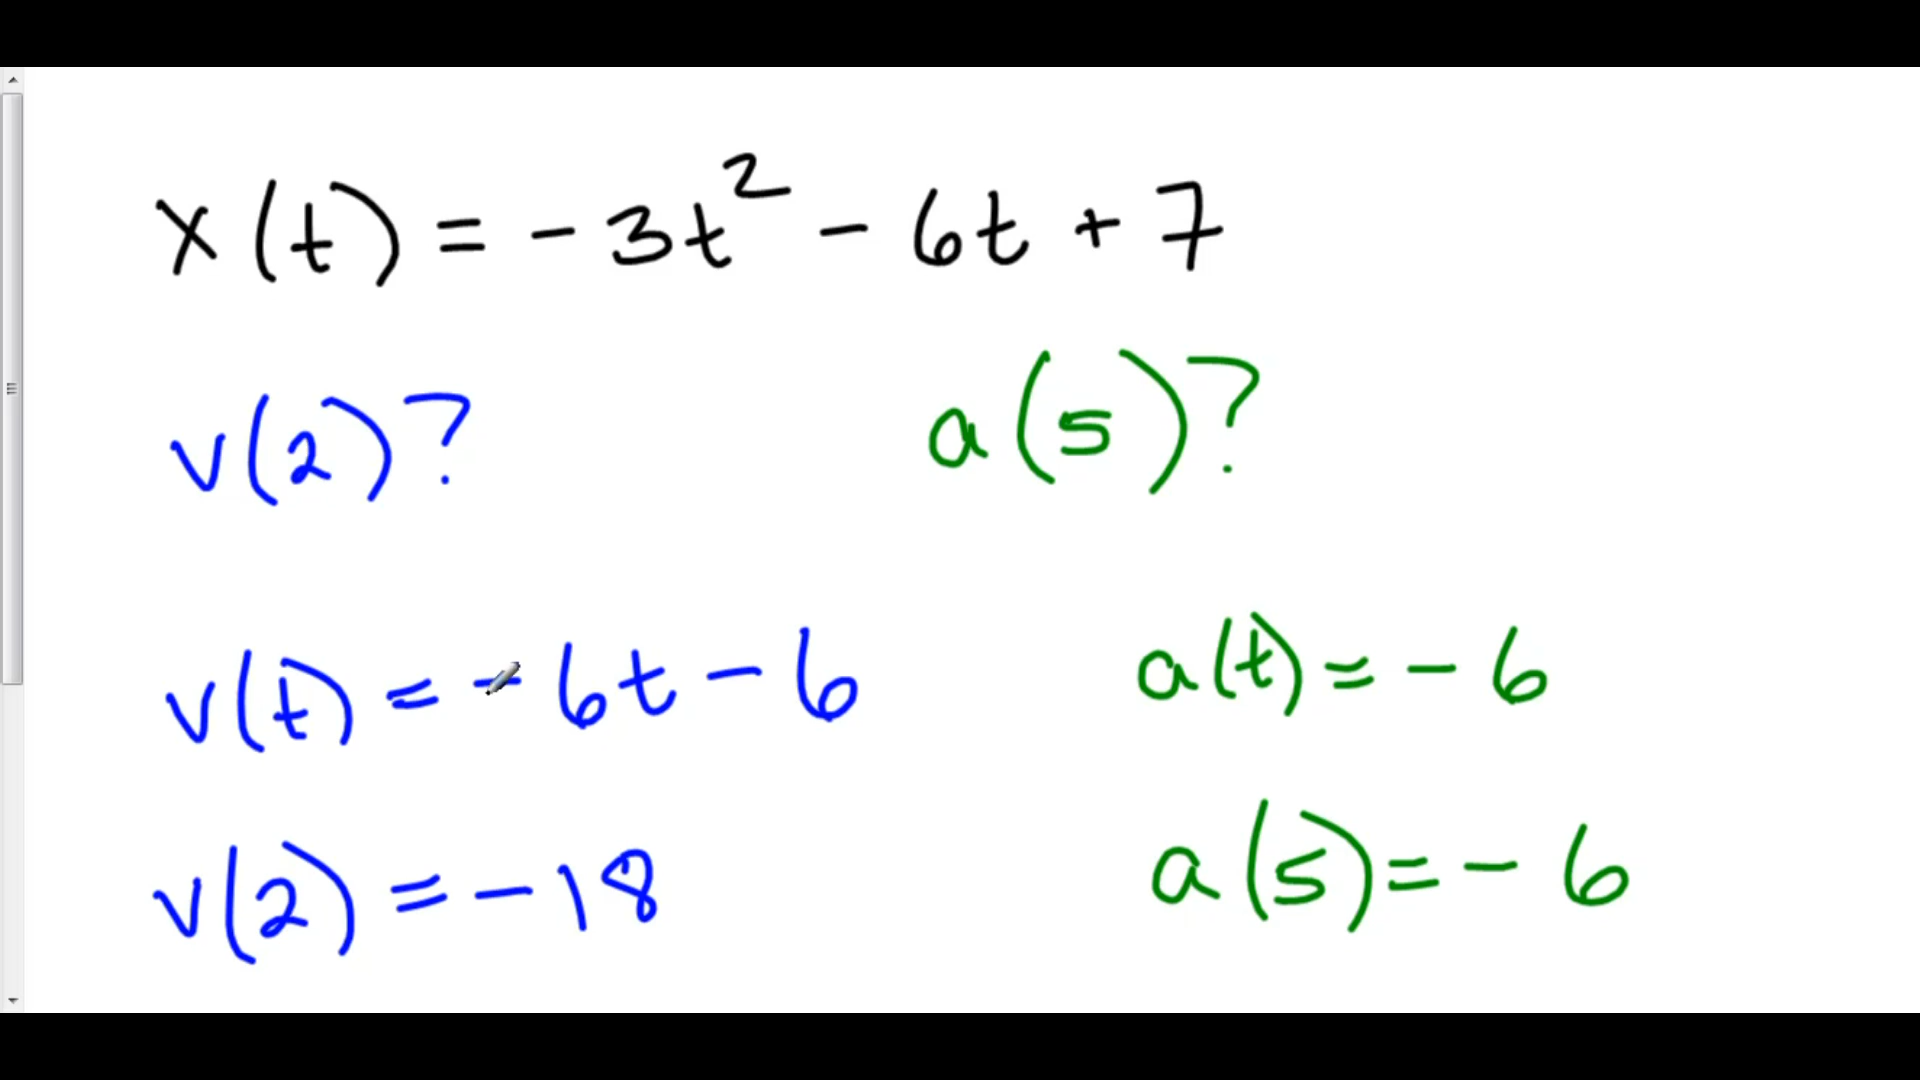 x(t) = -3t² - 6t + 7
v(2)?
a(5)?
v(t) = -6t - 6
a(t) = -6
v(2) = -18
a(5) = -6